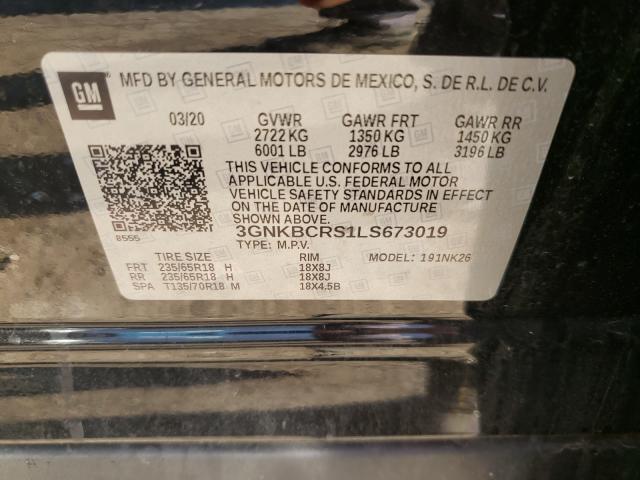 GM MFD BY GENERAL MOTORS DE MEXICO, S. DE R.L. DE C.V.
03/20 GVWR GAWR FRT GAWR RR
2722 KG 1350 KG 1450 KG
6001 LB 2976 LB 3196 LB
THIS VEHICLE CONFORMS TO ALL
APPLICABLE U.S. FEDERAL MOTOR
VEHICLE SAFETY STANDARDS IN EFFECT
ON THE DATE OF MANUFACTURE
SHOWN ABOVE.
8555 3GNKBCRS1LS673019
TYPE: M.P.V. MODEL: 191NK26
TIRE SIZE RIM
FRT 235/65R18 H 18X8J
RR 235/65R18 H 18X8J
SPA T135/70R18 M 18X4.5B